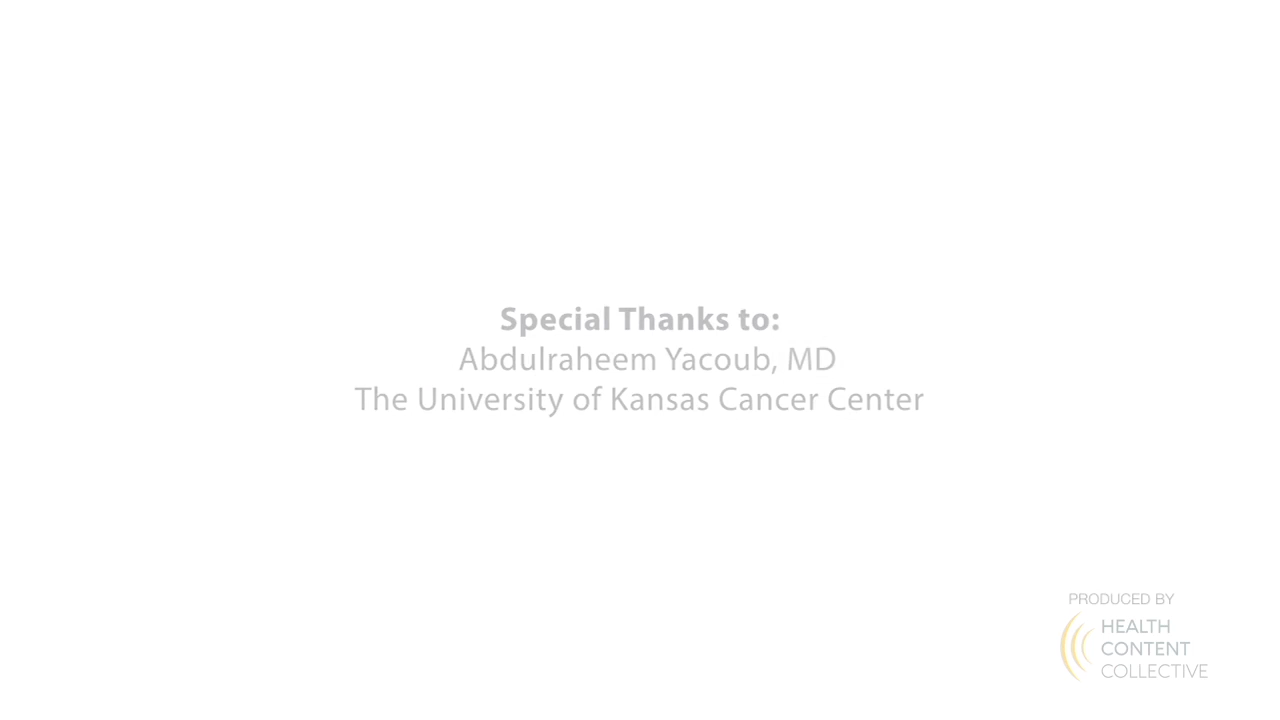 Special Thanks to:
Abdulraheem Yacoub, MD
The University of Kansas Cancer Center
PRODUCED BY
HEALTH
CONTENT
COLLECTIVE